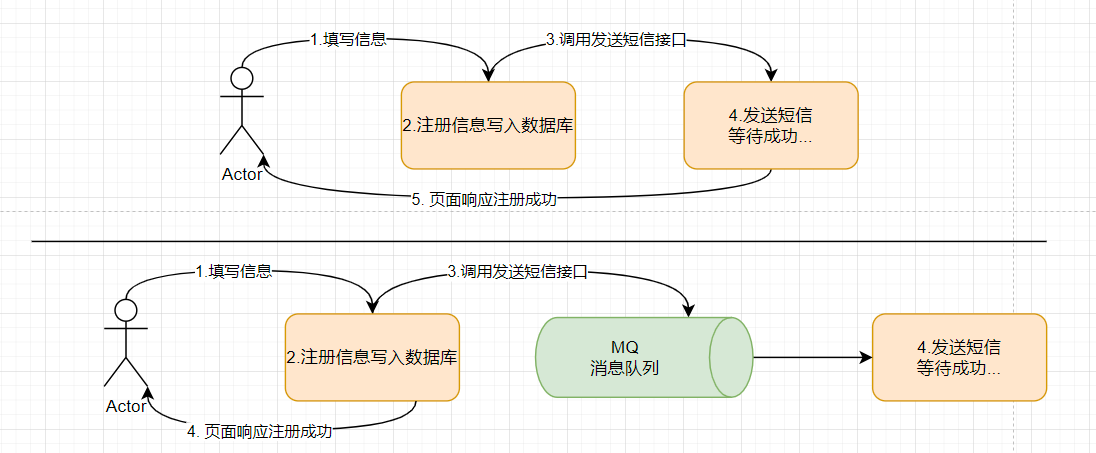 1.填写信息
3.调用发送短信接口
2.注册信息写入数据库
4.发送短信
等待成功...
Actor
5. 页面响应注册成功
1.填写信息
3.调用发送短信接口
2.注册信息写入数据库
MQ
消息队列
4.发送短信
等待成功...
Actor
4. 页面响应注册成功